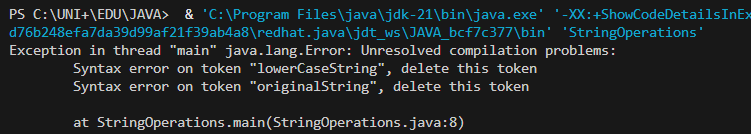 PS C:\UNI+\EDU\JAVA>  & 'C:\Program Files\java\jdk-21\bin\java.exe' '-XX:+ShowCodeDetailsInEx
d76b248efa7da39d99af21f39ab4a8\redhat.java\jdt_ws\JAVA_bcf7c377\bin' 'StringOperations'
Exception in thread "main" java.lang.Error: Unresolved compilation problems:
        Syntax error on token "lowerCaseString", delete this token
        Syntax error on token "originalString", delete this token

        at StringOperations.main(StringOperations.java:8)